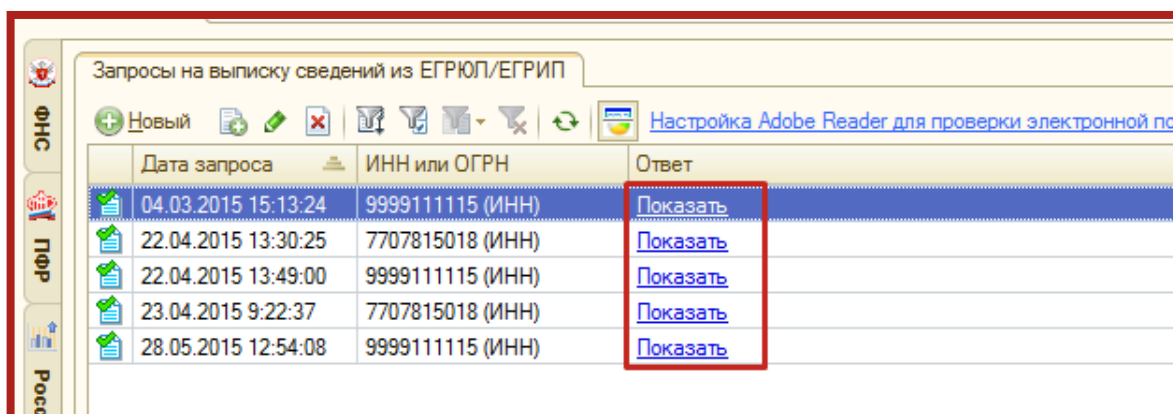 Запросы на выписку сведений из ЕГРЮЛ/ЕГРИП
Новый Настройка Adobe Reader для проверки электронной по
Дата запроса ИНН или ОГРН Ответ
04.03.2015 15:13:24 9999111115 (ИНН) Показать
22.04.2015 13:30:25 7707815018 (ИНН) Показать
22.04.2015 13:49:00 9999111115 (ИНН) Показать
23.04.2015 9:22:37 7707815018 (ИНН) Показать
28.05.2015 12:54:08 9999111115 (ИНН) Показать
ФНС
ПФР
Росс